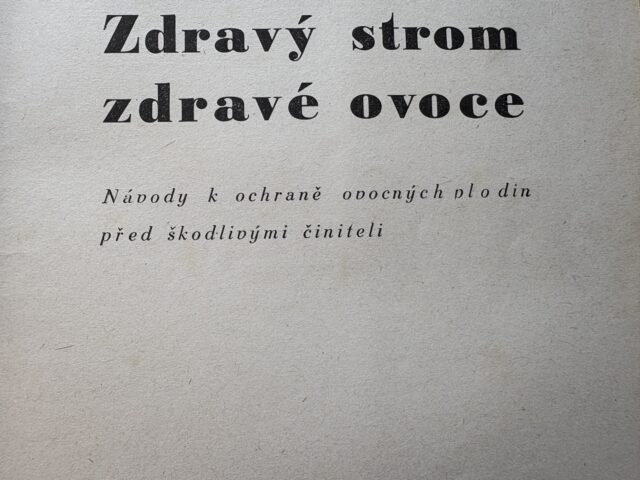 Zdravý strom
zdravé ovoce
Návody k ochraně ovocných plodin
před škodlivými činiteli